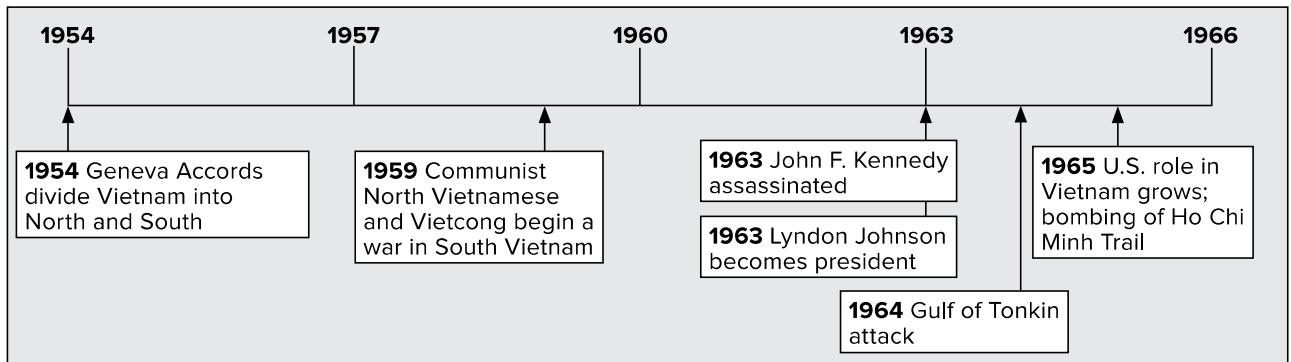 1954 1957 1960 1963 1966
1954 Geneva Accords
divide Vietnam into
North and South
1959 Communist
North Vietnamese
and Vietcong begin a
war in South Vietnam
1963 John F. Kennedy
assassinated
1963 Lyndon Johnson
becomes president
1964 Gulf of Tonkin
attack
1965 U.S. role in
Vietnam grows;
bombing of Ho Chi
Minh Trail